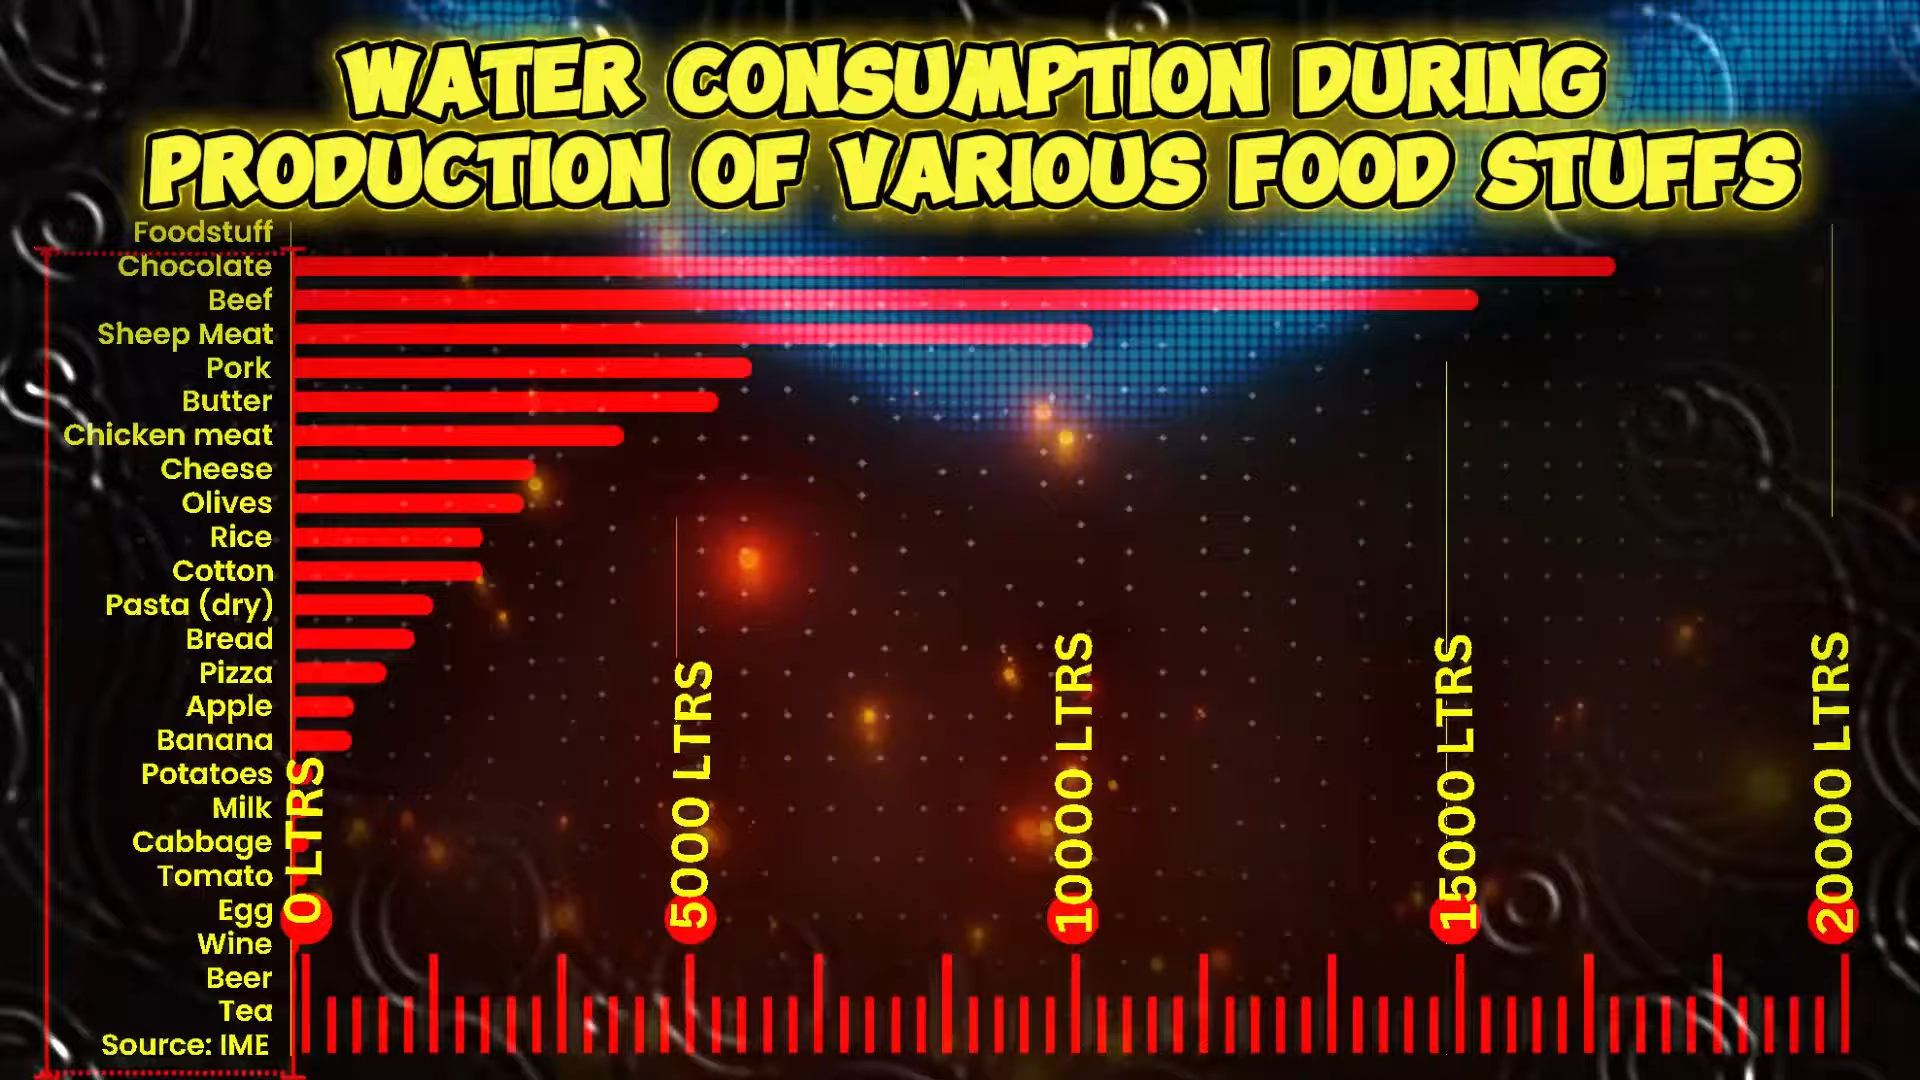 WATER CONSUMPTION DURING
PRODUCTION OF VARIOUS FOOD STUFFS
Foodstuff
Chocolate
Beef
Sheep Meat
Pork
Butter
Chicken meat
Cheese
Olives
Rice
Cotton
Pasta (dry)
Bread
Pizza
Apple
Banana
Potatoes
Milk
Cabbage
Tomato
Egg
Wine
Beer
Tea
Source: IME
0 LTRS
5000 LTRS
10000 LTRS
15000 LTRS
20000 LTRS